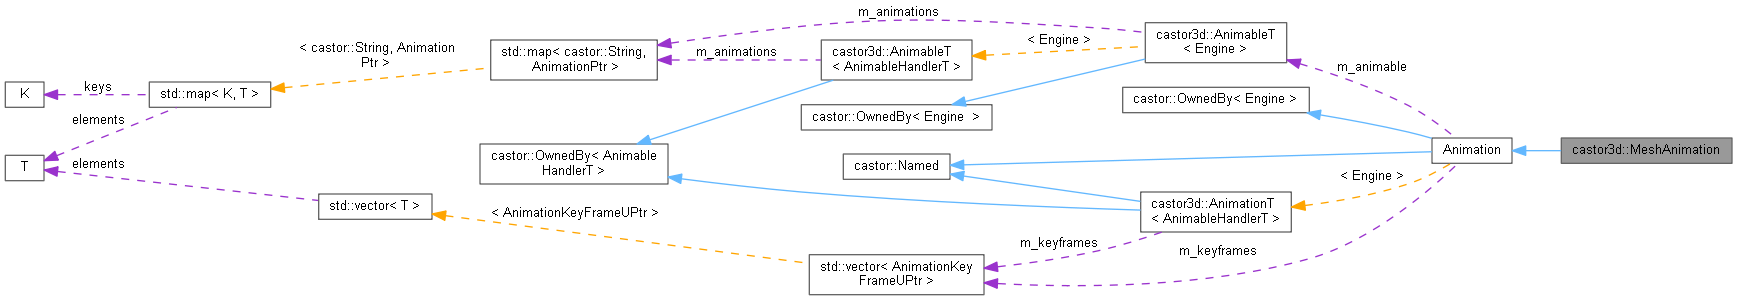 K
T
keys
elements
elements
std::map< K, T >
std::vector< T >
< castor::String, Animation
Ptr >
< AnimationKeyFrameUPtr >
std::map< castor::String,
AnimationPtr >
castor::OwnedBy< Animable
HandlerT >
m_animations
m_animations
castor3d::AnimableT
< AnimableHandlerT >
castor::OwnedBy< Engine >
castor::Named
std::vector< AnimationKey
FrameUPtr >
< Engine >
castor3d::AnimableT
< Engine >
castor::OwnedBy< Engine >
castor3d::AnimationT
< AnimableHandlerT >
m_keyframes
m_animable
< Engine >
m_keyframes
Animation
castor3d::MeshAnimation